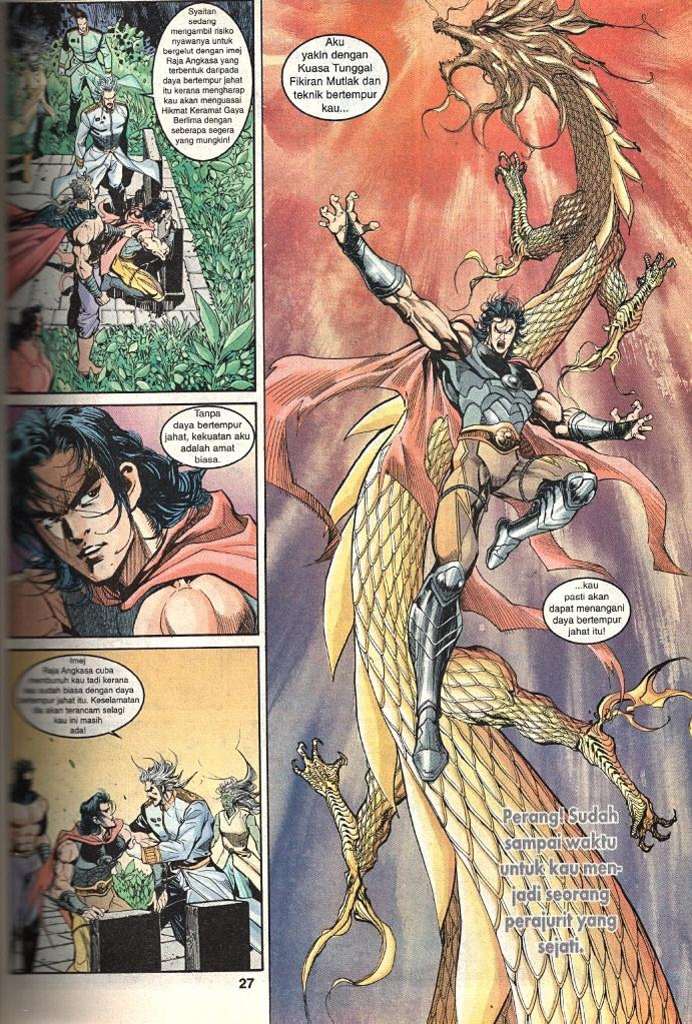 Syaitan
sedang
mengambil risiko
nyawanya untuk
bergelut dengan imej
Raja Angkasa yang
terbentuk daripada
daya bertempur jahat
itu kerana mengharap
kau akan menguasai
Hikmat Keramat Gaya
Berlima dengan
seberapa segera
yang mungkin!
Tanpa
daya bertempur
jahat, kekuatan aku
adalah amat
biasa.
Imej
Raja Angkasa cuba
membunuh kau tadi kerana
kau sudah biasa dengan daya
bertempur jahat itu. Keselamatan
dia akan terancam selagi
kau ini masih
ada!
27
Aku
yakin dengan
Kuasa Tunggal
Fikiran Mutlak dan
teknik bertempur
kau...
...kau
pasti akan
dapat menangani
daya bertempur
jahat itu!
Perang! Sudah
sampai waktu
untuk kau men-
jadi seorang
perajurit yang
sejati.